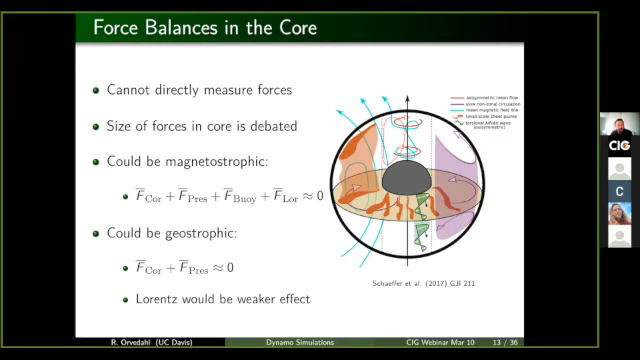 Force Balances in the Core
Cannot directly measure forces
Size of forces in core is debated
Could be magnetostrophic:
F̅Cor + F̅Pres + F̅Buoy + F̅Lor ≈ 0
Could be geostrophic:
F̅Cor + F̅Pres ≈ 0
Lorentz would be weaker effect
axisymmetric mean flow
slow non-zonal circulation
mean magnetic field line
small-scale sheet plume
torsional Alfvén wave
(axisymmetric)
Schaeffer et al. (2017) GJI 211
R. Orvedahl (UC Davis)
Dynamo Simulations
CIG Webinar Mar 10
13 / 36
CIG
C